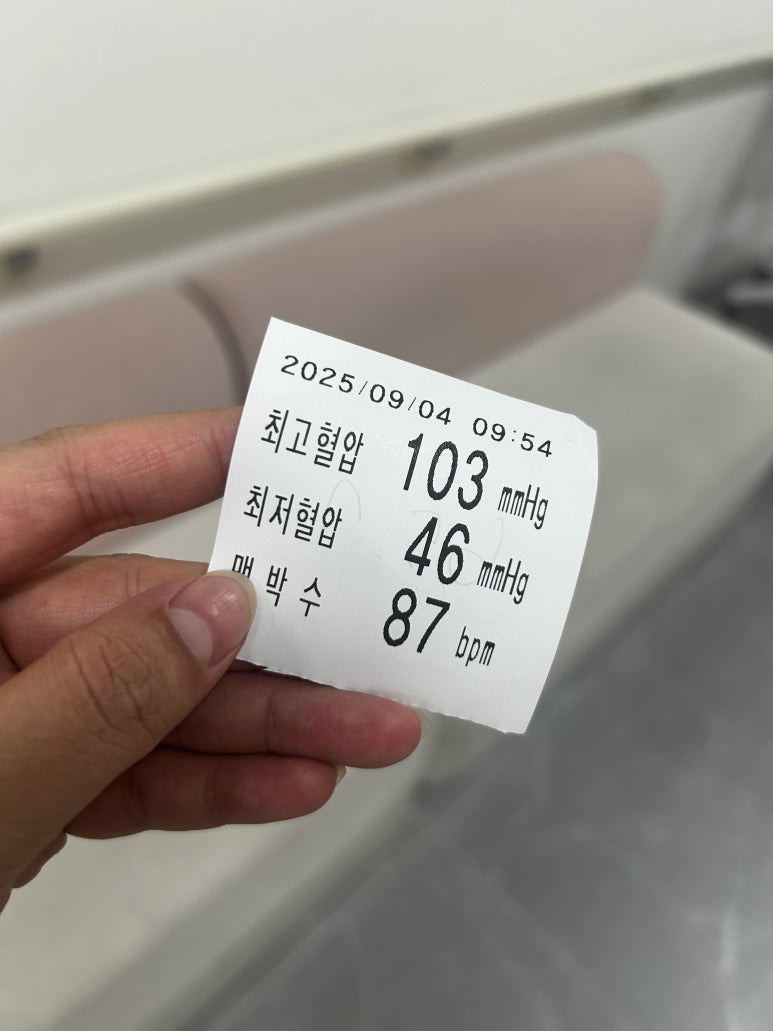 2025/09/04 09:54
최고혈압 103 mmHg
최저혈압 46 mmHg
맥 박 수 87 bpm